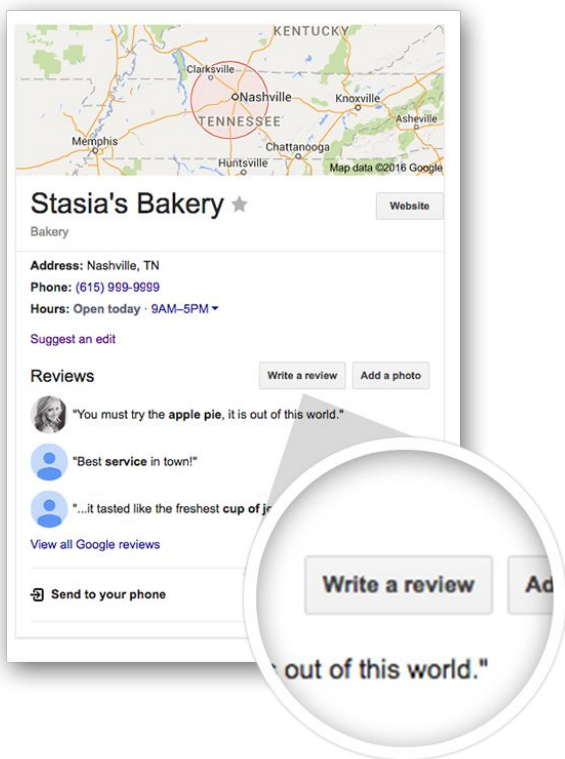 KENTUCKY
Clarksville
Nashville
Knoxville
TENNESSEE
Asheville
Memphis
Chattanooga
Huntsville
Map data ©2016 Google
Stasia's Bakery
Website
Bakery
Address: Nashville, TN
Phone: (615) 999-9999
Hours: Open today · 9AM–5PM
Suggest an edit
Reviews
Write a review
Add a photo
"You must try the apple pie, it is out of this world."
"Best service in town!"
"...it tasted like the freshest cup of
View all Google reviews
Send to your phone
Write a review
Ad
out of this world."